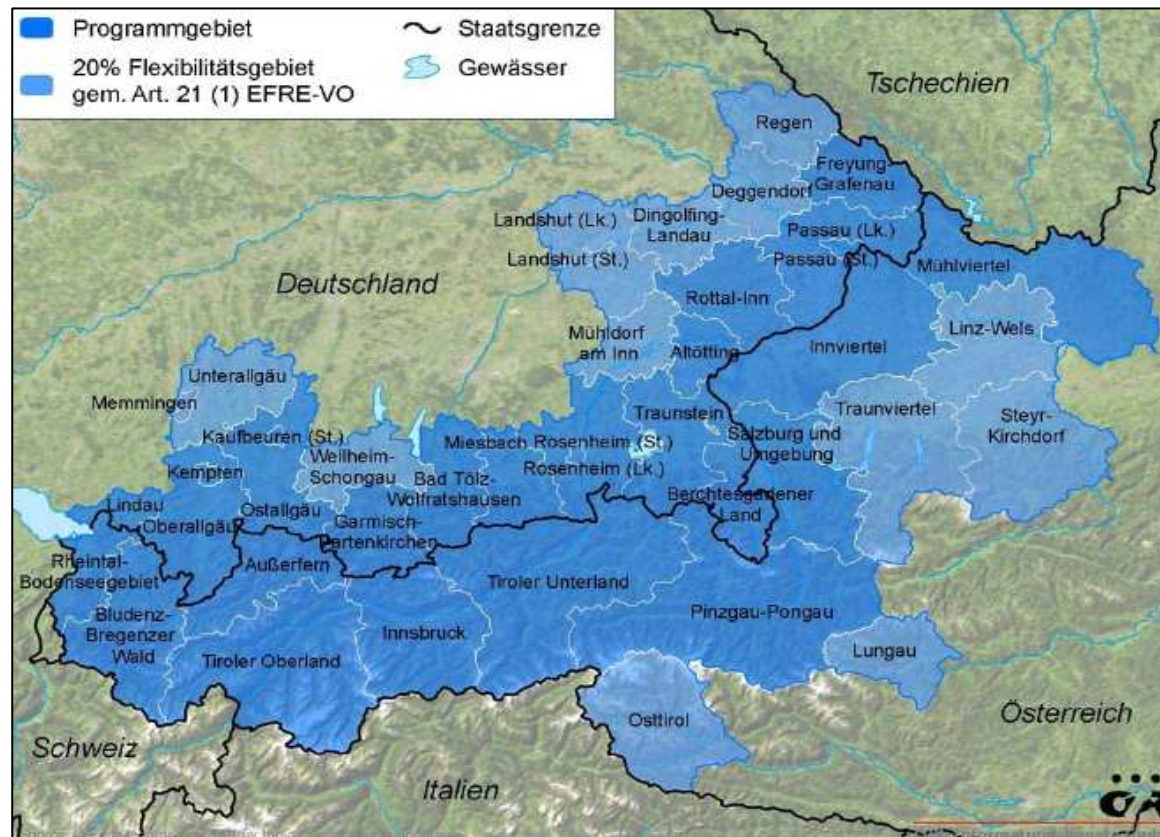 Programmgebiet
20% Flexibilitätsgebiet
gem. Art. 21 (1) EFRE-VO
Staatsgrenze
Gewässer
Tschechien
Regen
Freyung-
Grafenau
Deggendorf
Landshut (Lk.)
Dingolfing-
Landau
Passau (Lk.)
Landshut (St.)
Passau (St.)
Mühlviertel
Deutschland
Rottal-Inn
Linz-Wels
Mühldorf
am Inn
Altötting
Innviertel
Unterallgäu
Memmingen
Traunstein
Traunviertel
Steyr-
Kirchdorf
Kaufbeuren (St.)
Weilheim-
Schongau
Miesbach
Rosenheim (St.)
Salzburg und
Umgebung
Kempten
Bad Tölz-
Wolfratshausen
Rosenheim (Lk.)
Lindau
Oberallgäu
Ostallgäu
Garmisch-
Partenkirchen
Berchtesgadener
Land
Rheintal-
Bodenseegebiet
Außerfern
Tiroler Unterland
Bludenz-
Bregenzer
Wald
Innsbruck
Pinzgau-Pongau
Tiroler Oberland
Lungau
Osttirol
Österreich
Schweiz
Italien